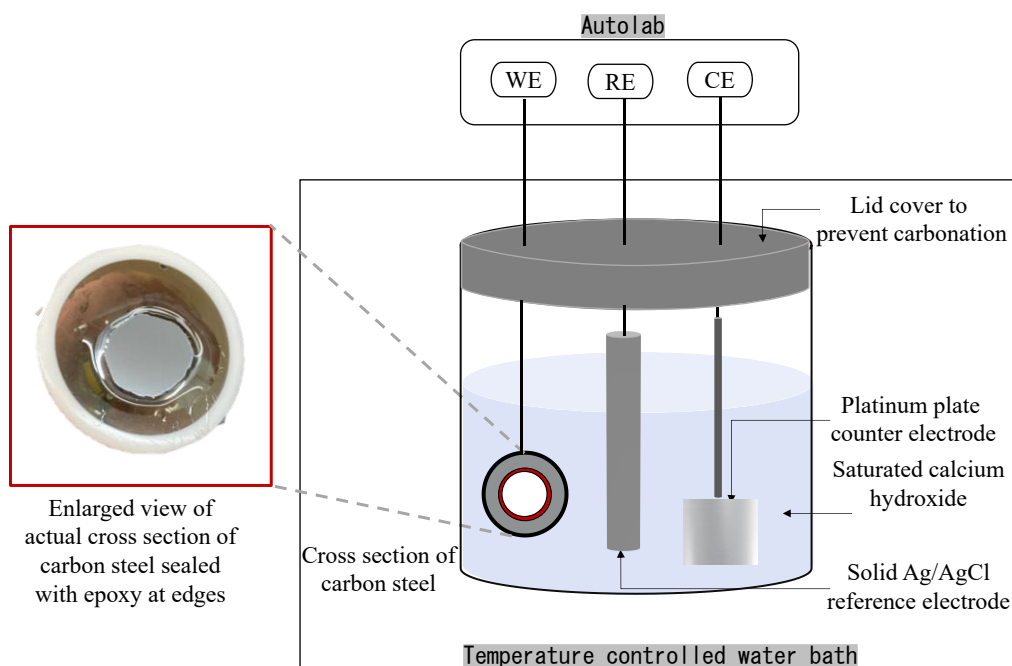 Autolab
WE
RE
CE
Lid cover to
prevent carbonation
Platinum plate
counter electrode
Saturated calcium
hydroxide
Enlarged view of
actual cross section of
carbon steel sealed
with epoxy at edges
Cross section of
carbon steel
Solid Ag/AgCl
reference electrode
Temperature controlled water bath